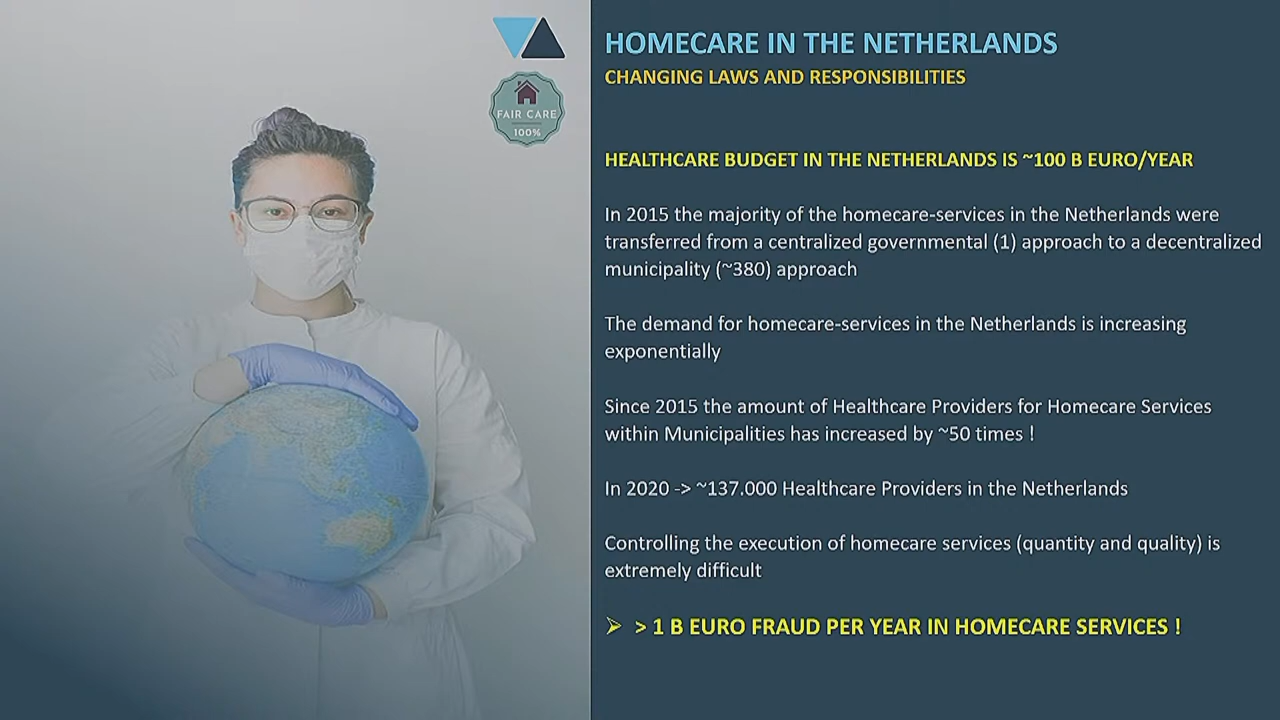 FAIR CARE
100%
HOMECARE IN THE NETHERLANDS
CHANGING LAWS AND RESPONSIBILITIES
HEALTHCARE BUDGET IN THE NETHERLANDS IS ~100 B EURO/YEAR
In 2015 the majority of the homecare-services in the Netherlands were
transferred from a centralized governmental (1) approach to a decentralized
municipality (~380) approach
The demand for homecare-services in the Netherlands is increasing
exponentially
Since 2015 the amount of Healthcare Providers for Homecare Services
within Municipalities has increased by ~50 times !
In 2020 -> ~137.000 Healthcare Providers in the Netherlands
Controlling the execution of homecare services (quantity and quality) is
extremely difficult
➢ > 1 B EURO FRAUD PER YEAR IN HOMECARE SERVICES !